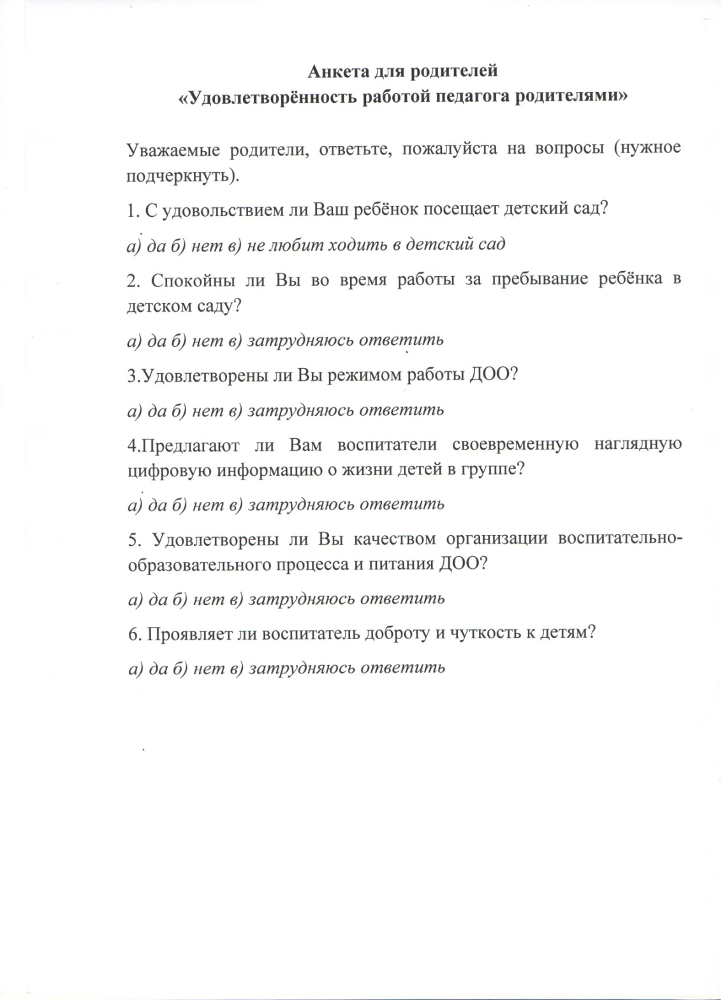 Анкета для родителей
«Удовлетворённость работой педагога родителями»
Уважаемые родители, ответьте, пожалуйста на вопросы (нужное
подчеркнуть).
1. С удовольствием ли Ваш ребёнок посещает детский сад?
а) да б) нет в) не любит ходить в детский сад
2. Спокойны ли Вы во время работы за пребывание ребёнка в
детском саду?
а) да б) нет в) затрудняюсь ответить
3.Удовлетворены ли Вы режимом работы ДОО?
а) да б) нет в) затрудняюсь ответить
4.Предлагают ли Вам воспитатели своевременную наглядную
цифровую информацию о жизни детей в группе?
а) да б) нет в) затрудняюсь ответить
5. Удовлетворены ли Вы качеством организации воспитательно-
образовательного процесса и питания ДОО?
а) да б) нет в) затрудняюсь ответить
6. Проявляет ли воспитатель доброту и чуткость к детям?
а) да б) нет в) затрудняюсь ответить